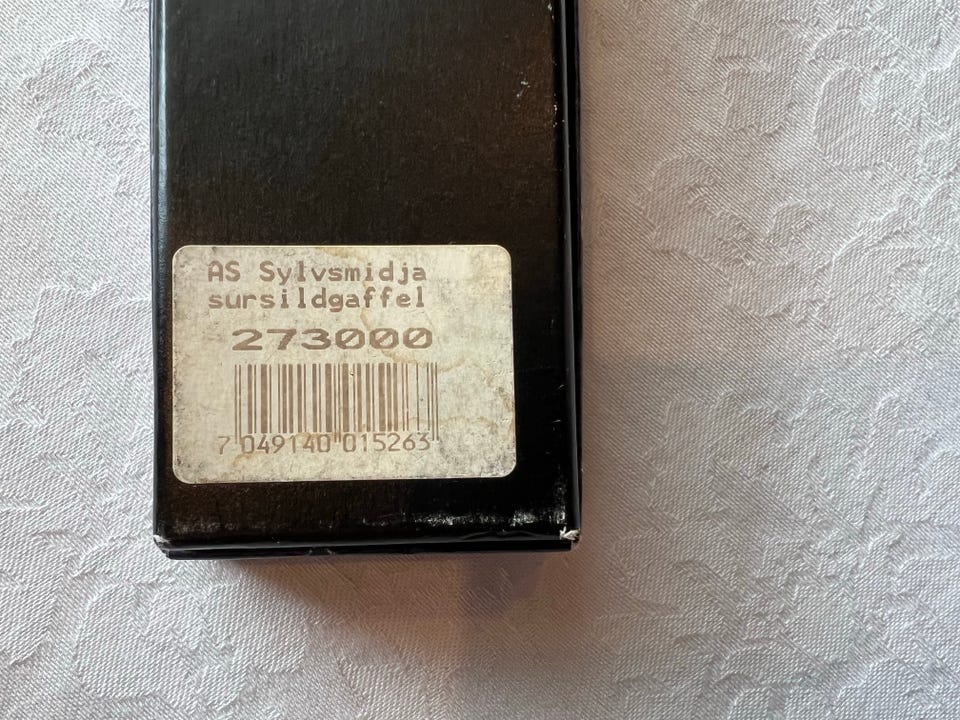 AS Sylvsmidja
sursildgaffel
273000
7 049140 015263